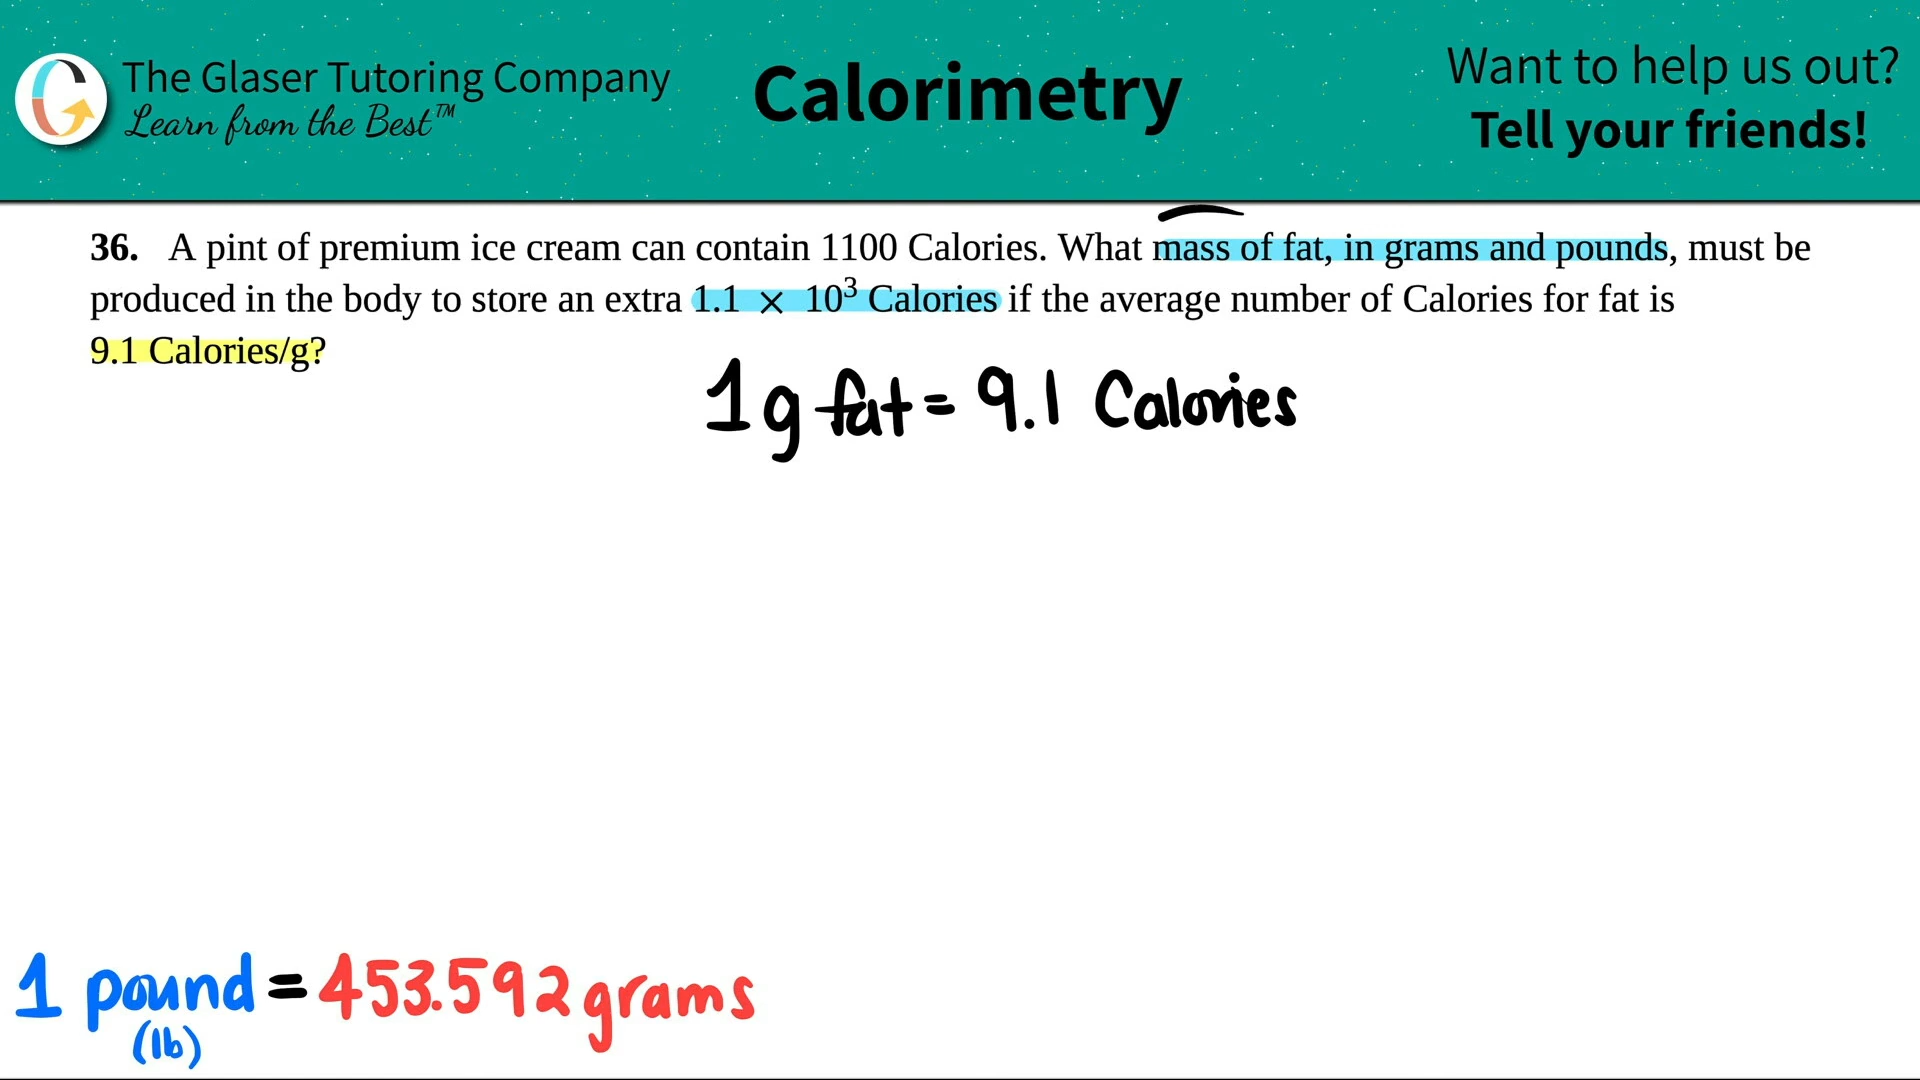 The Glaser Tutoring Company
Learn from the Best™
Calorimetry
Want to help us out?
Tell your friends!
36. A pint of premium ice cream can contain 1100 Calories. What mass of fat, in grams and pounds, must be
produced in the body to store an extra 1.1 × 10³ Calories if the average number of Calories for fat is
9.1 Calories/g?
1g fat = 9.1 Calories
1 pound = 453.592 grams
(lb)